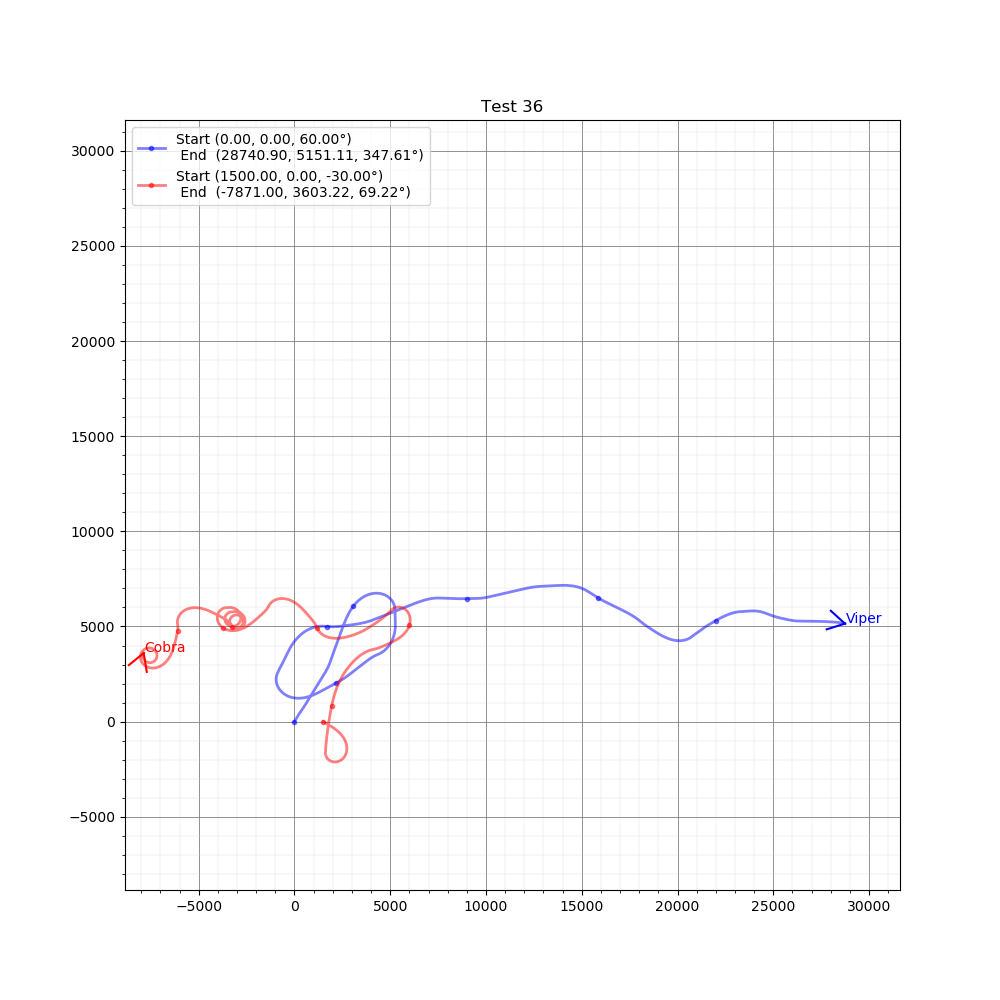 Test 36
Start (0.00, 0.00, 60.00°)
End (28740.90, 5151.11, 347.61°)
Start (1500.00, 0.00, -30.00°)
End (-7871.00, 3603.22, 69.22°)
30000
25000
20000
15000
10000
5000
0
−5000
Viper
Cobra
−5000 0 5000 10000 15000 20000 25000 30000